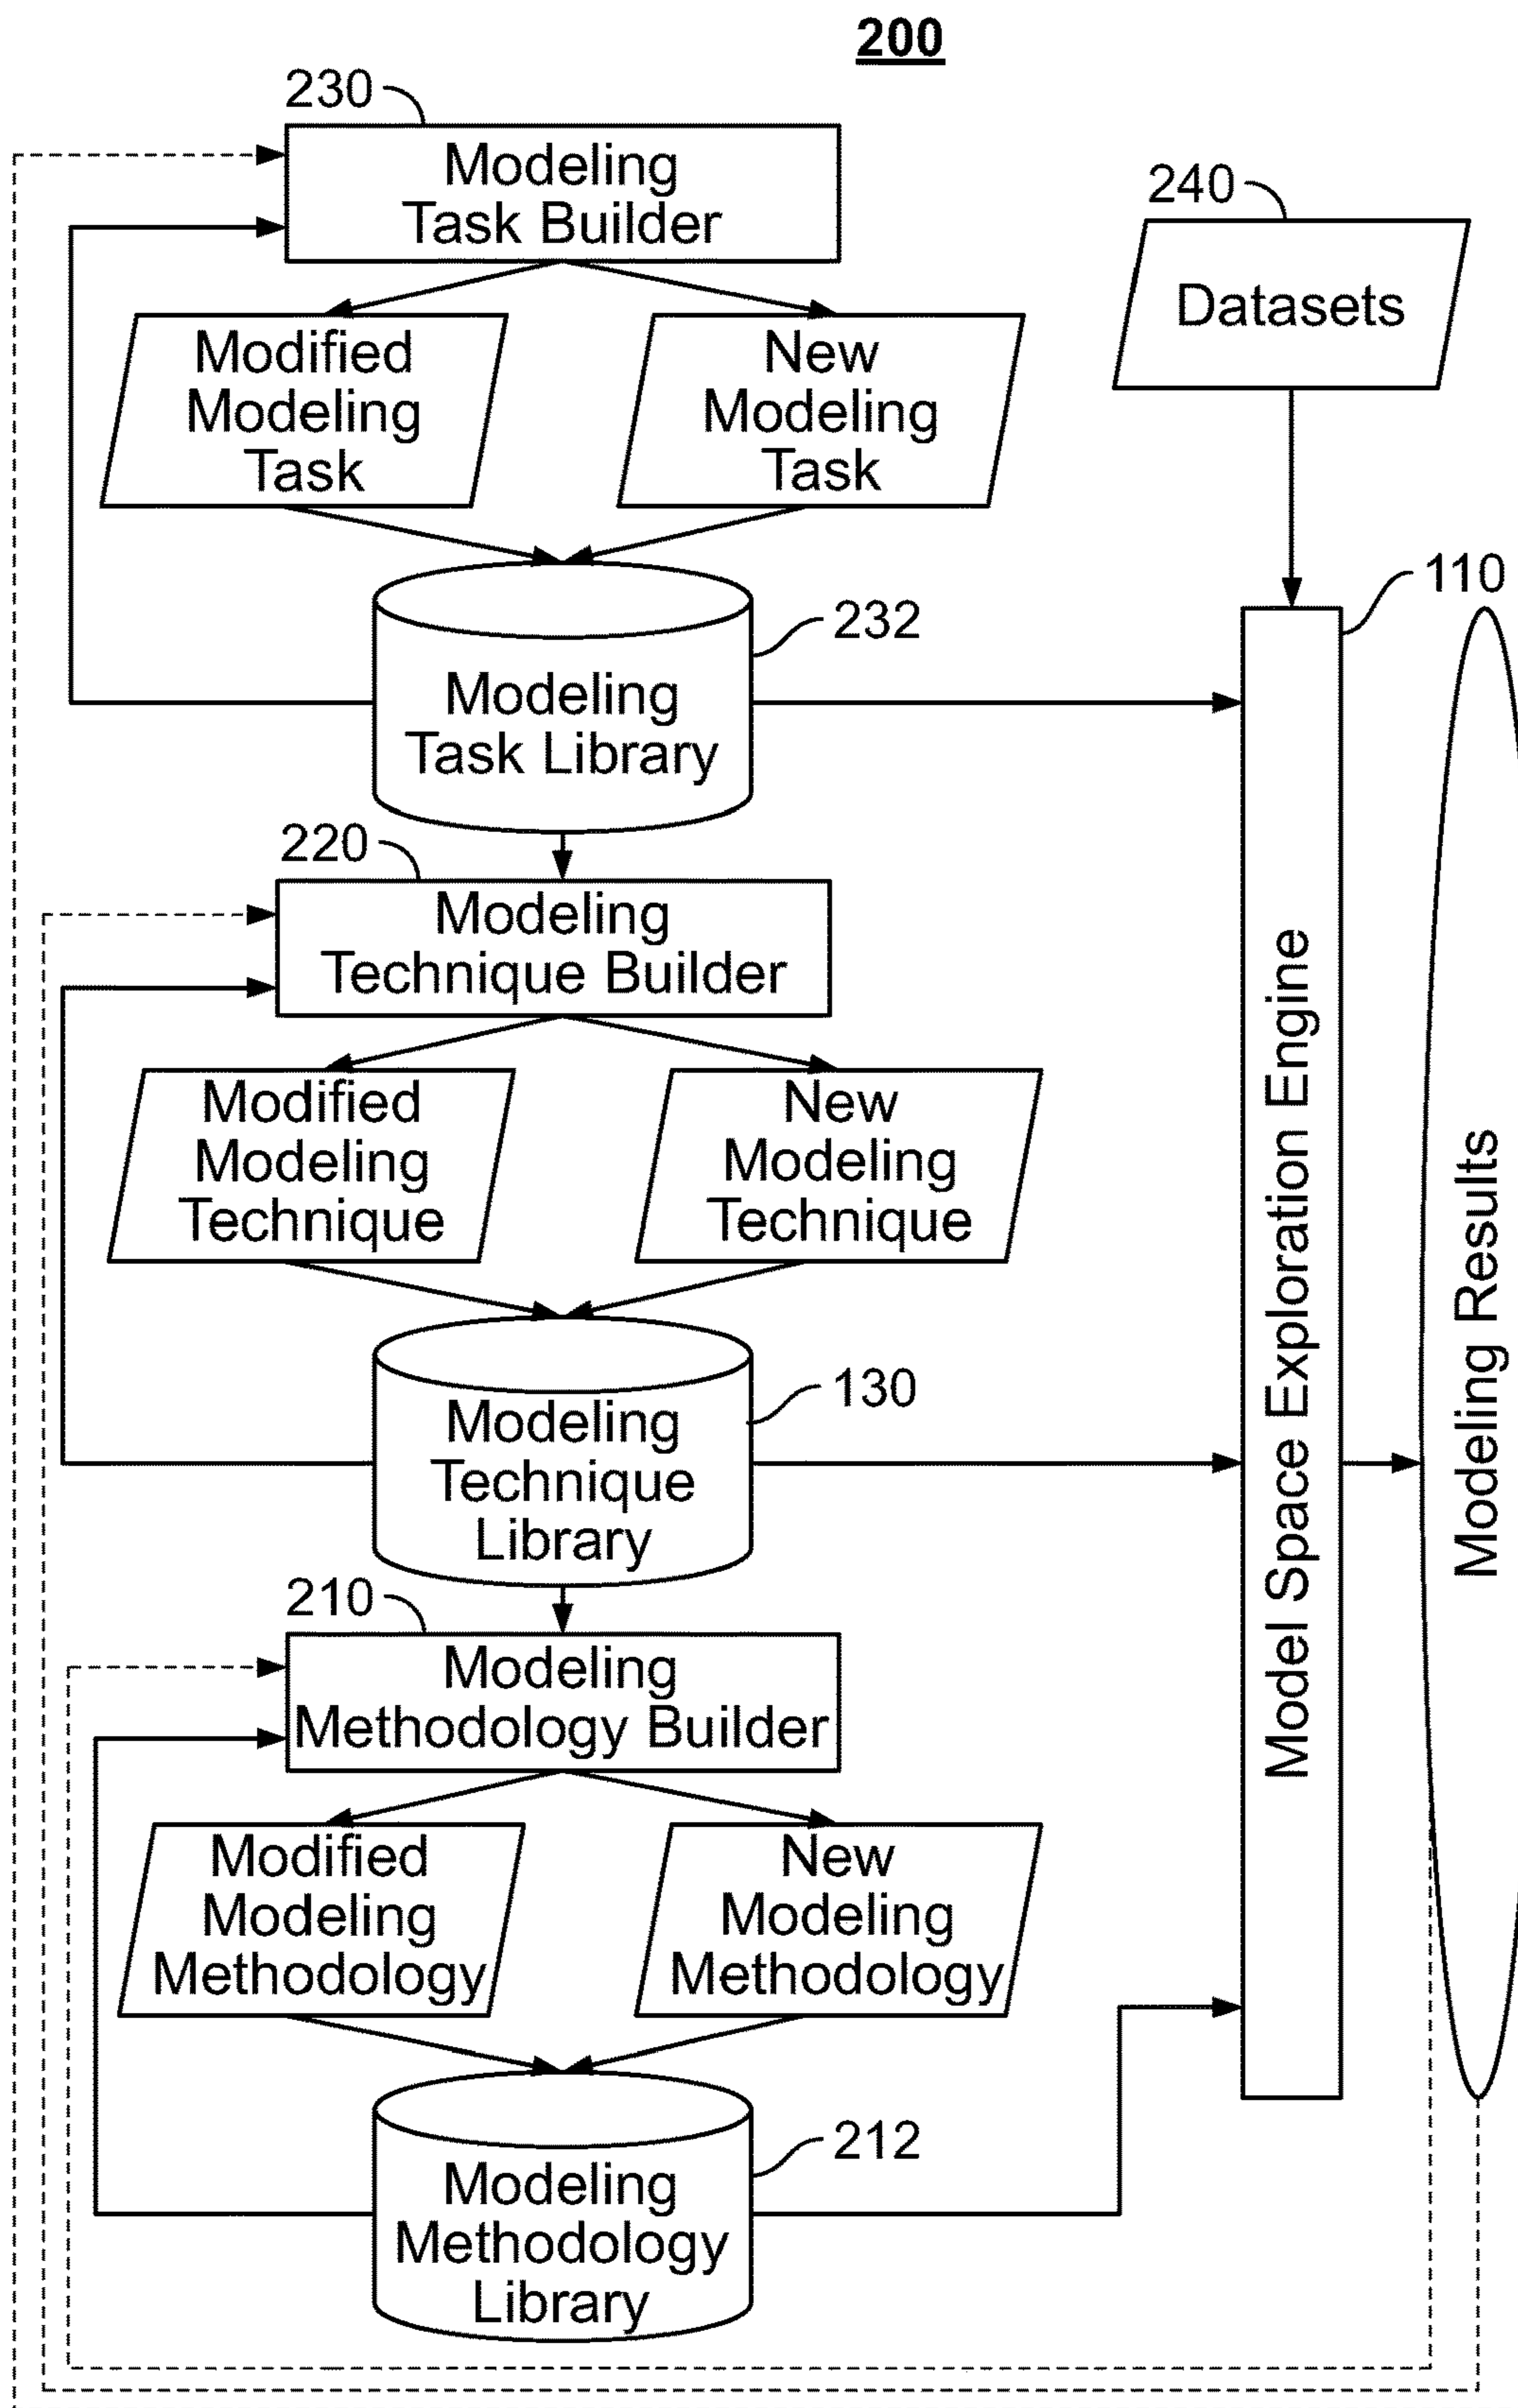 200
230
Modeling
Task Builder
240
Datasets
Modified
Modeling
Task
New
Modeling
Task
110
232
Modeling
Task Library
220
Modeling
Technique Builder
Modified
Modeling
Technique
New
Modeling
Technique
Model Space Exploration Engine
Modeling Results
130
Modeling
Technique
Library
210
Modeling
Methodology Builder
Modified
Modeling
Methodology
New
Modeling
Methodology
212
Modeling
Methodology
Library